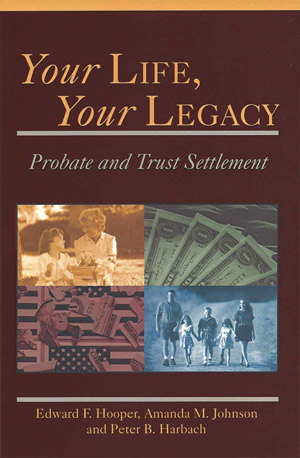 Your LIFE,
Your LEGACY
Probate and Trust Settlement
Edward F. Hooper, Amanda M. Johnson
and Peter B. Harbach